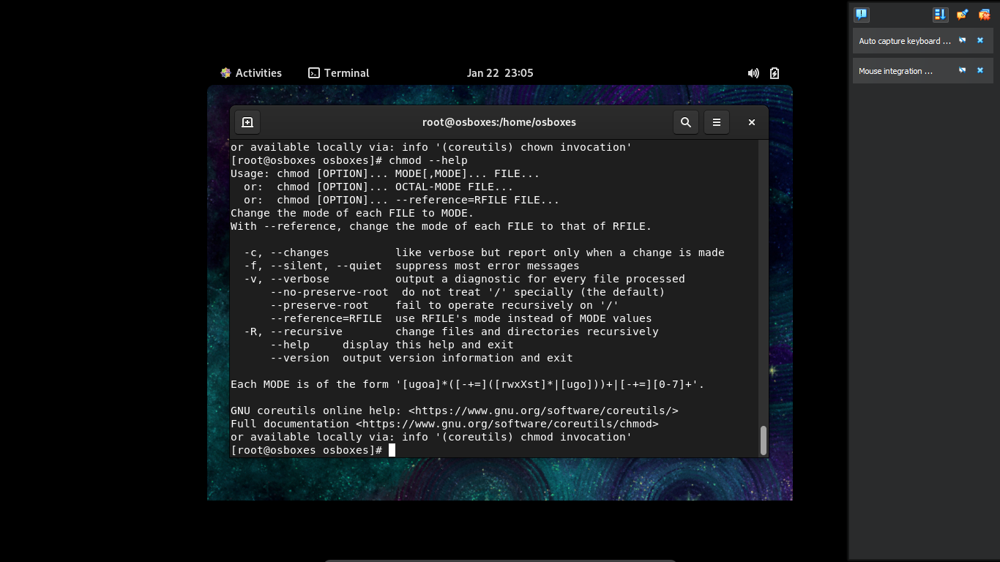 Activities
Terminal
Jan 22  23:05
root@osboxes:/home/osboxes
or available locally via: info '(coreutils) chown invocation'
[root@osboxes osboxes]# chmod --help
Usage: chmod [OPTION]... MODE[,MODE]... FILE...
  or:  chmod [OPTION]... OCTAL-MODE FILE...
  or:  chmod [OPTION]... --reference=RFILE FILE...
Change the mode of each FILE to MODE.
With --reference, change the mode of each FILE to that of RFILE.
  -c, --changes          like verbose but report only when a change is made
  -f, --silent, --quiet  suppress most error messages
  -v, --verbose          output a diagnostic for every file processed
      --no-preserve-root  do not treat '/' specially (the default)
      --preserve-root    fail to operate recursively on '/'
      --reference=RFILE  use RFILE's mode instead of MODE values
  -R, --recursive        change files and directories recursively
      --help     display this help and exit
      --version  output version information and exit
Each MODE is of the form '[ugoa]*([-+=]([rwxXst]*|[ugo]))+|[-+=][0-7]+'.
GNU coreutils online help: <https://www.gnu.org/software/coreutils/>
Full documentation <https://www.gnu.org/software/coreutils/chmod>
or available locally via: info '(coreutils) chmod invocation'
[root@osboxes osboxes]#
Auto capture keyboard ...
Mouse integration ...